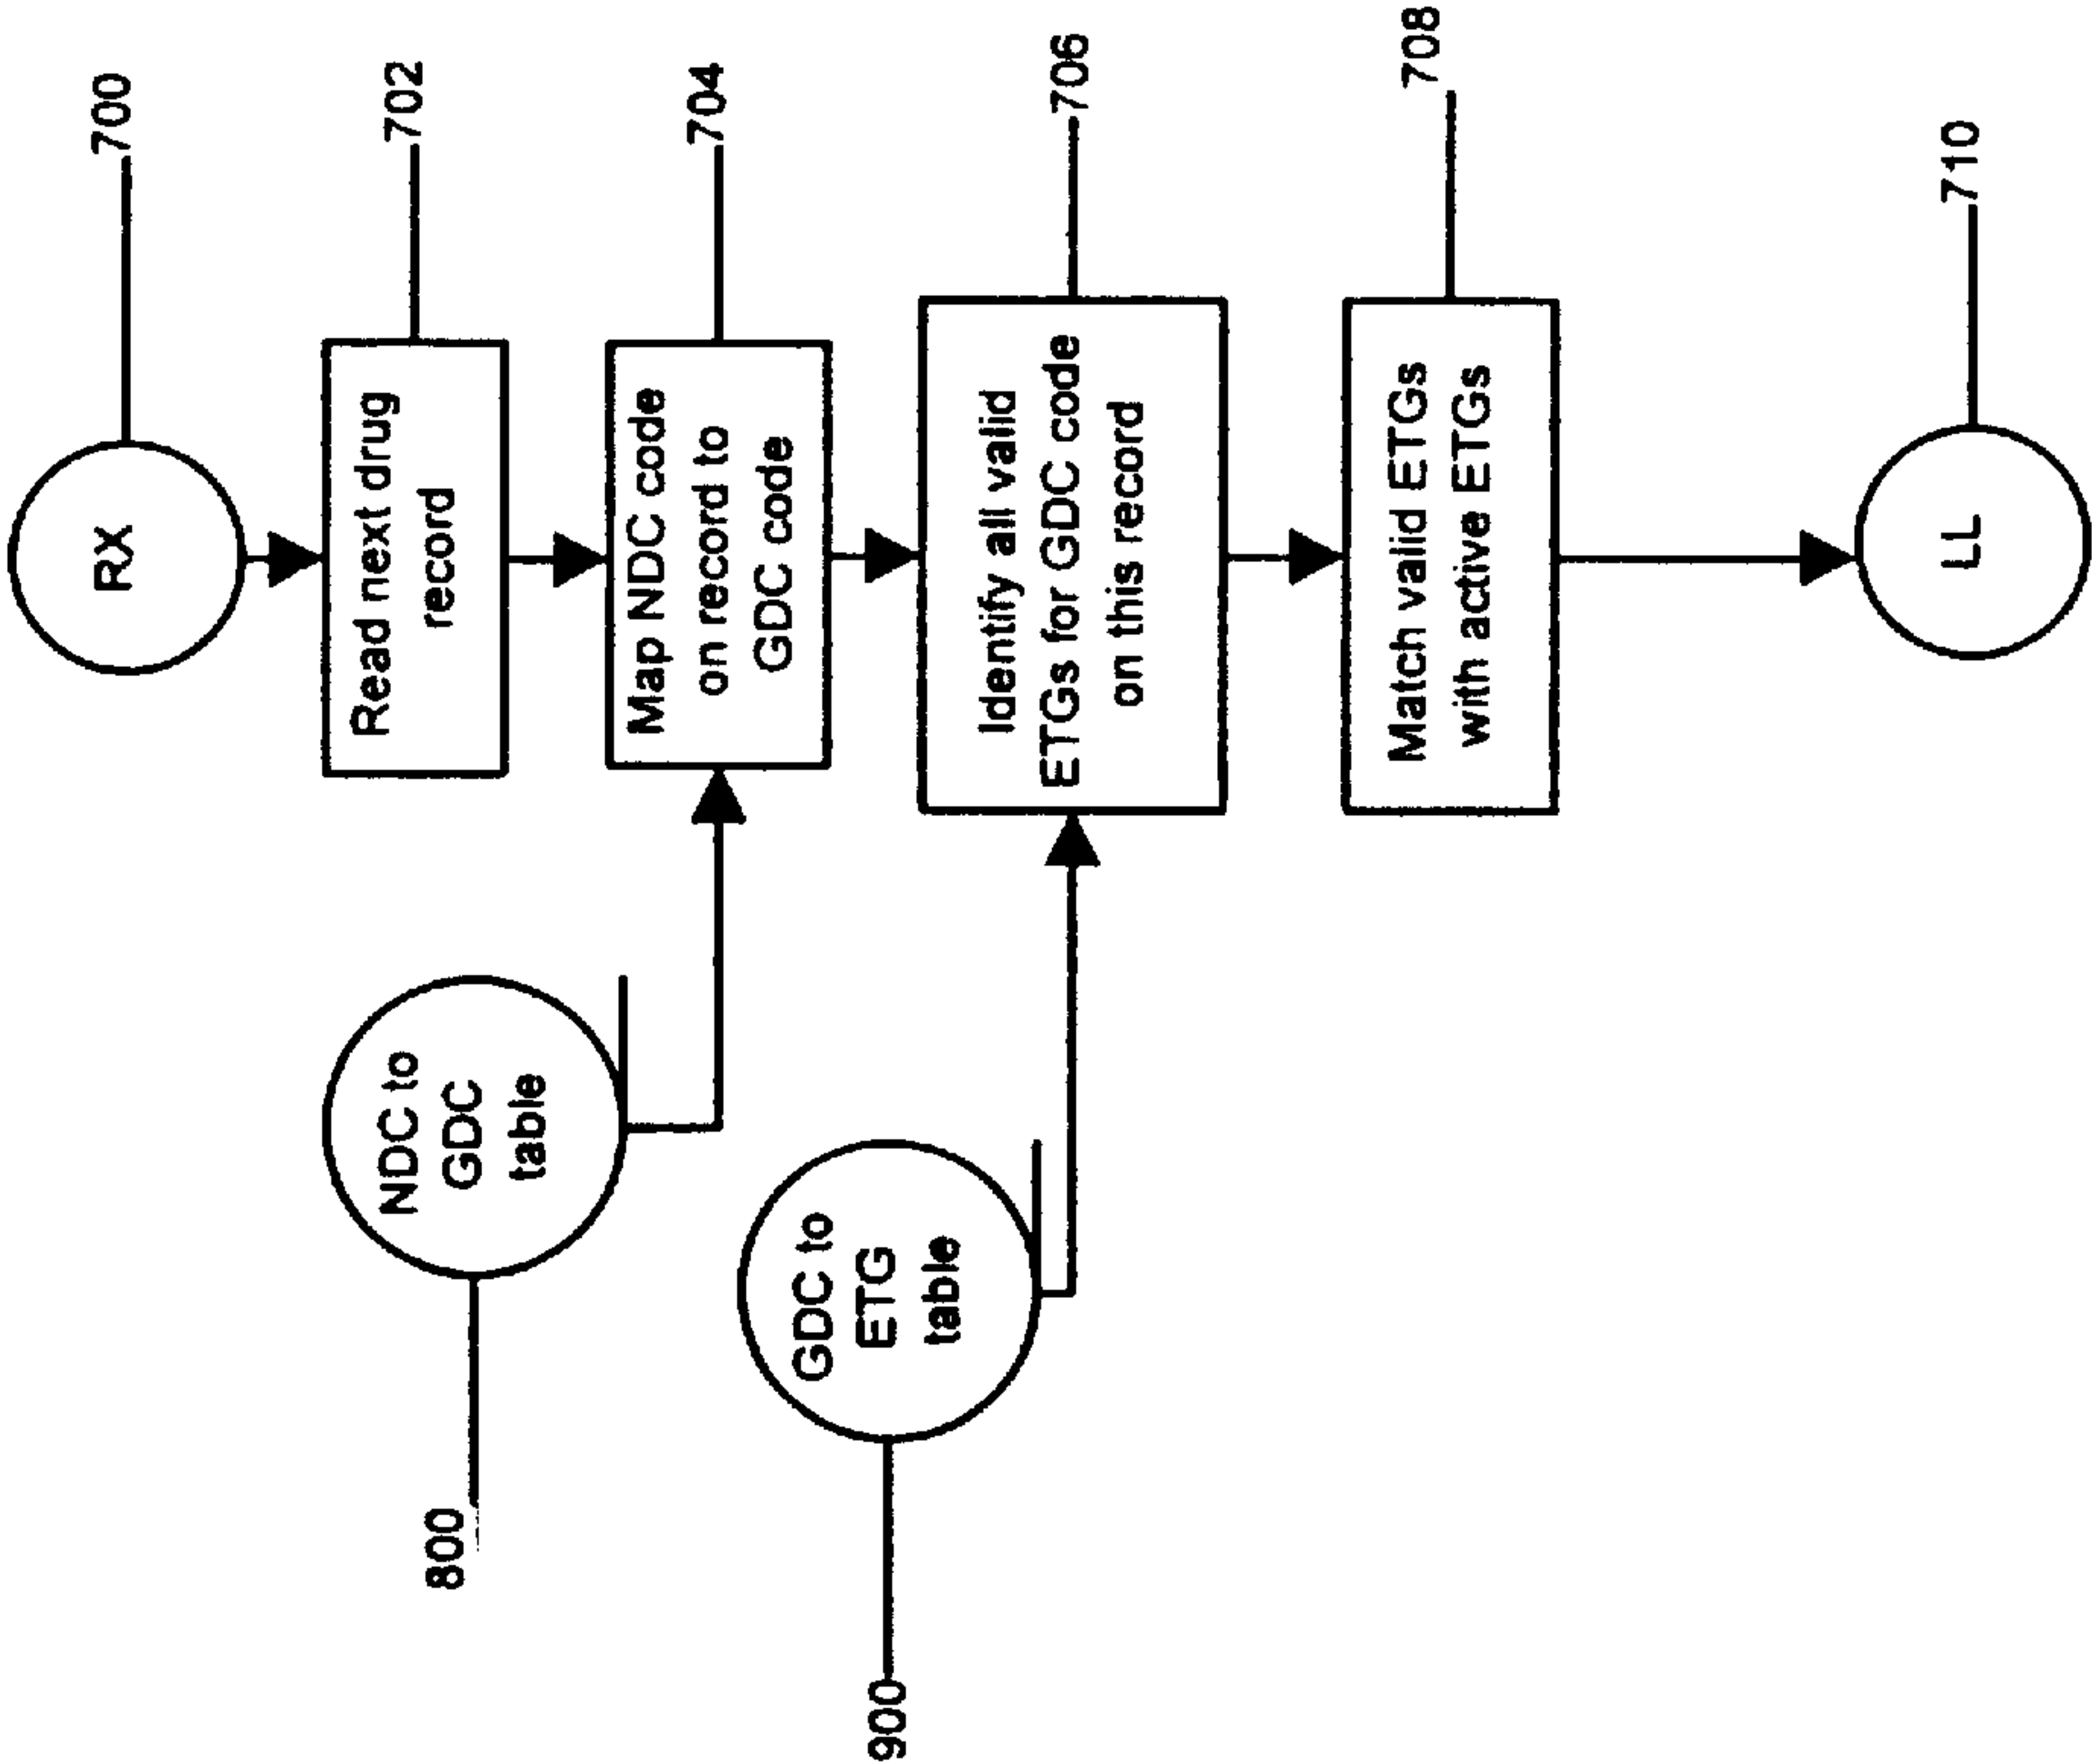 RX
700
Read next drug
record
702
NDC to
GDC
table
800
Map NDC code
on record to
GDC code
704
GDC to
ETG
table
900
Identify all valid
ETGs for GDC code
on this record
706
Match valid ETGs
with active ETGs
708
LL
710